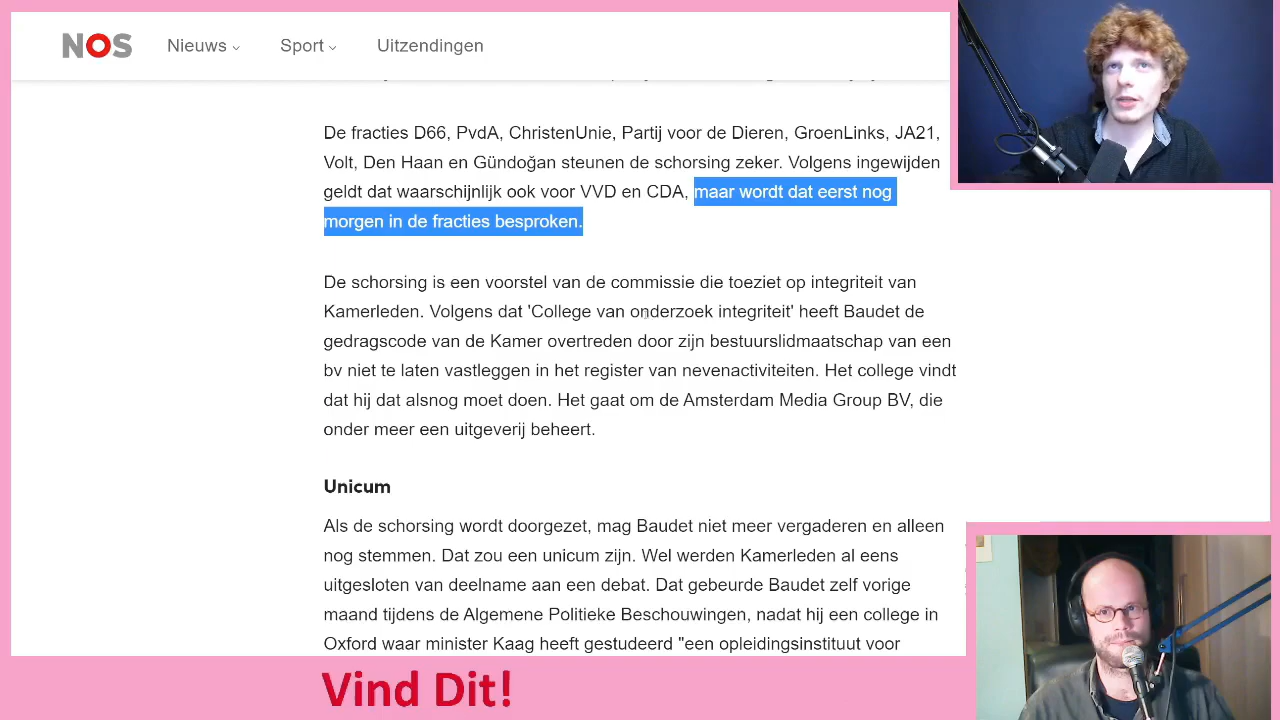 NOS Nieuws Sport Uitzendingen
De fracties D66, PvdA, ChristenUnie, Partij voor de Dieren, GroenLinks, JA21,
Volt, Den Haan en Gündoğan steunen de schorsing zeker. Volgens ingewijden
geldt dat waarschijnlijk ook voor VVD en CDA, maar wordt dat eerst nog
morgen in de fracties besproken.
De schorsing is een voorstel van de commissie die toeziet op integriteit van
Kamerleden. Volgens dat 'College van onderzoek integriteit' heeft Baudet de
gedragscode van de Kamer overtreden door zijn bestuurslidmaatschap van een
bv niet te laten vastleggen in het register van nevenactiviteiten. Het college vindt
dat hij dat alsnog moet doen. Het gaat om de Amsterdam Media Group BV, die
onder meer een uitgeverij beheert.
Unicum
Als de schorsing wordt doorgezet, mag Baudet niet meer vergaderen en alleen
nog stemmen. Dat zou een unicum zijn. Wel werden Kamerleden al eens
uitgesloten van deelname aan een debat. Dat gebeurde Baudet zelf vorige
maand tijdens de Algemene Politieke Beschouwingen, nadat hij een college in
Oxford waar minister Kaag heeft gestudeerd "een opleidingsinstituut voor
Vind Dit!